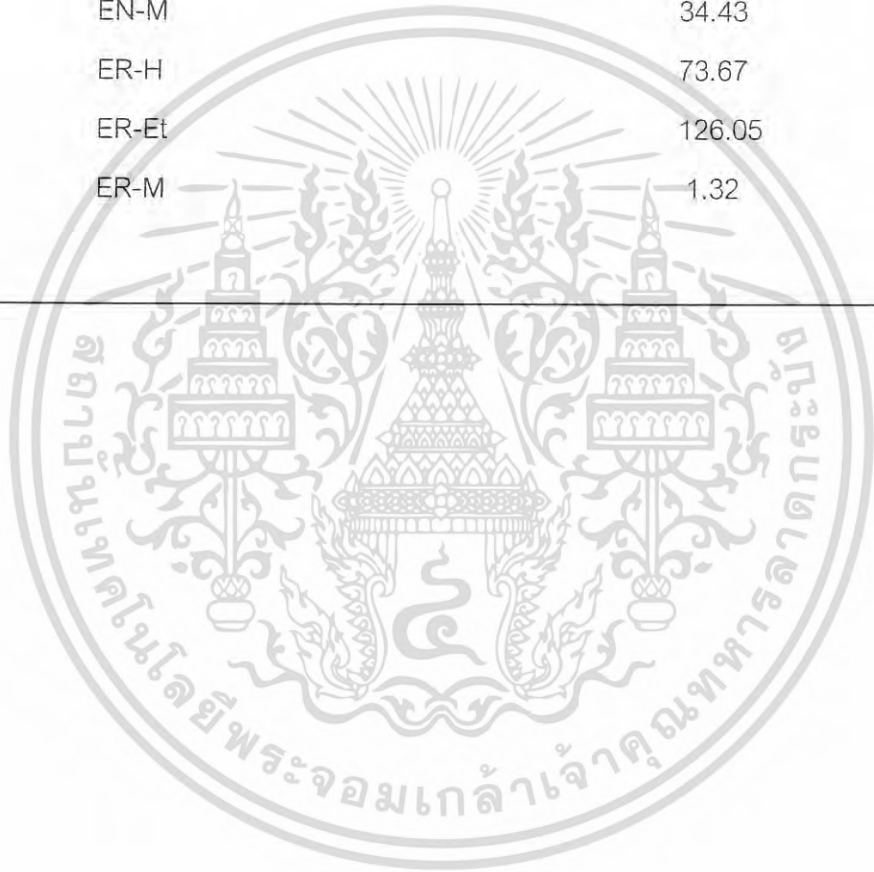 EN-M 34.43
ER-H 73.67
ER-Et 126.05
ER-M 1.32
สถาบันเทคโนโลยีพระจอมเกล้าเจ้าคุณทหารลาดกระบัง